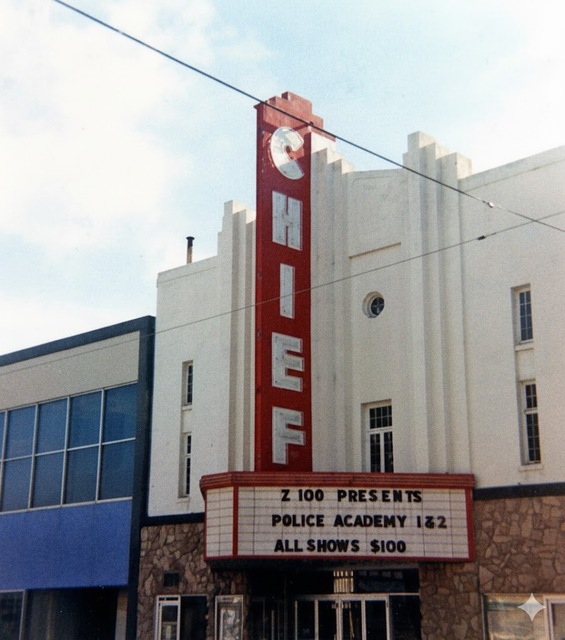 CHIEF
Z 100 PRESENTS
POLICE ACADEMY 1&2
ALL SHOWS $100